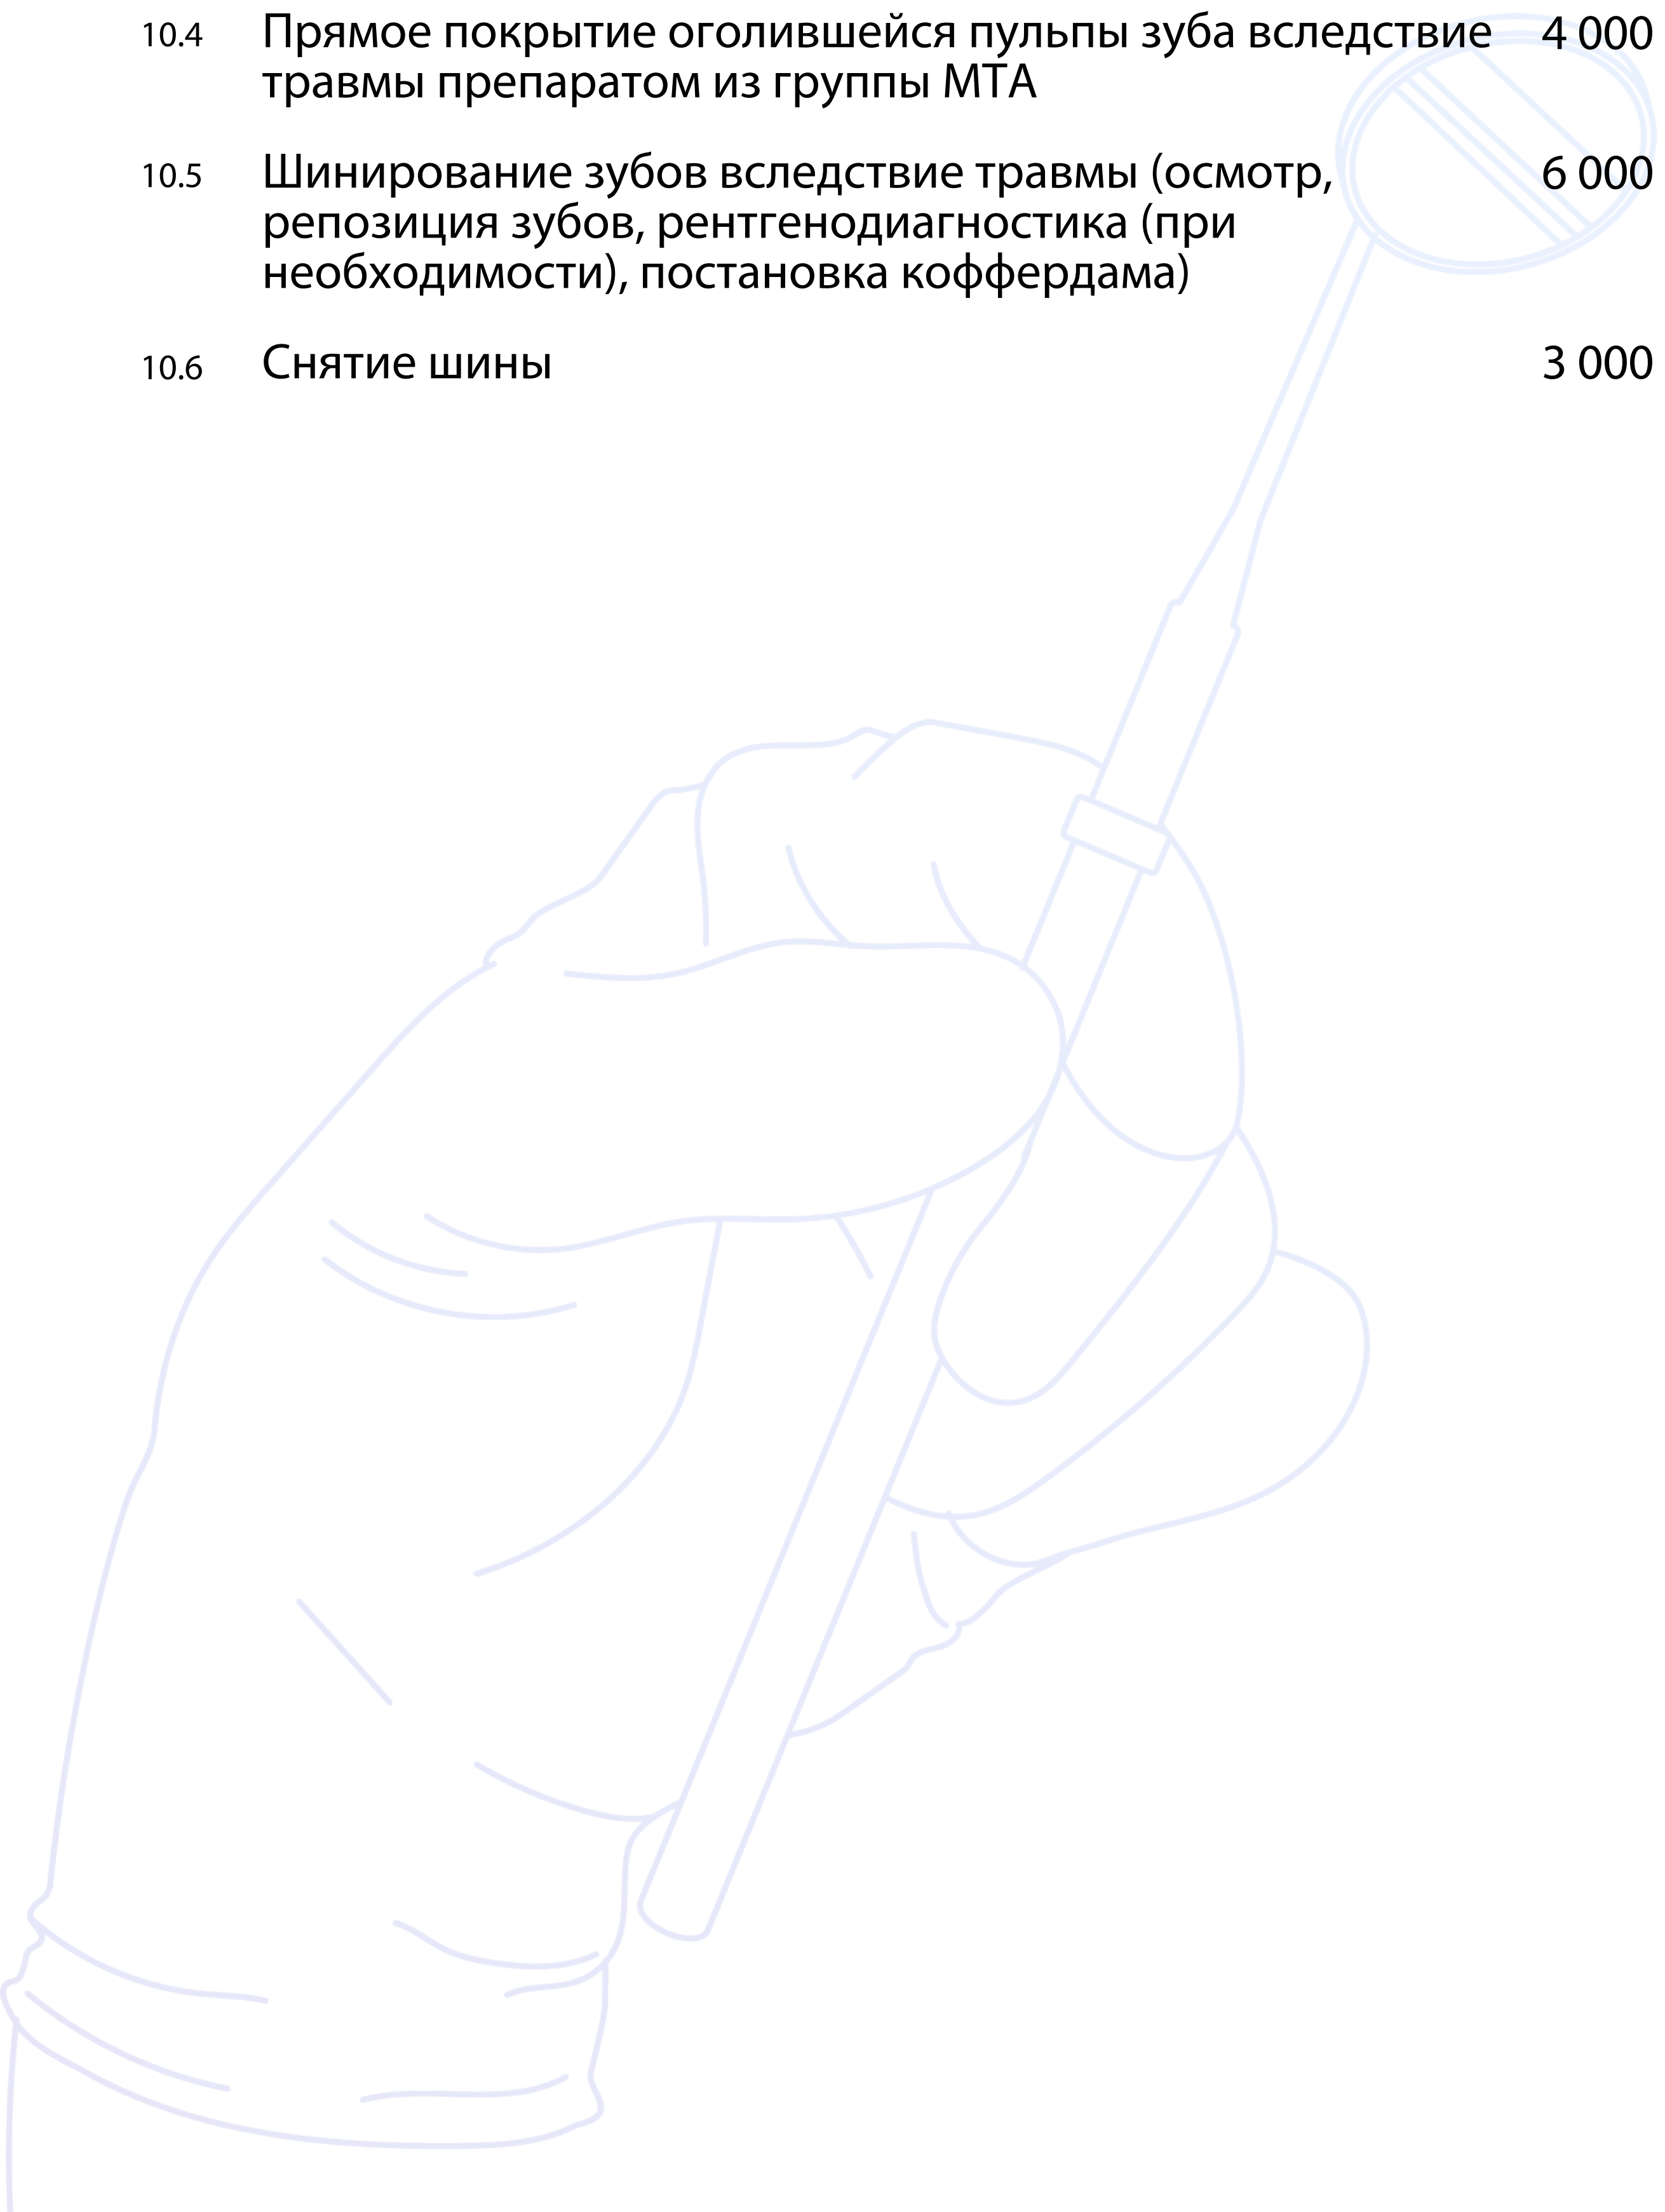 10.4 Прямое покрытие оголившейся пульпы зуба вследствие 4 000
травмы препаратом из группы МТА
10.5 Шинирование зубов вследствие травмы (осмотр, 6 000
репозиция зубов, рентгенодиагностика (при
необходимости), постановка коффердама)
10.6 Снятие шины 3 000